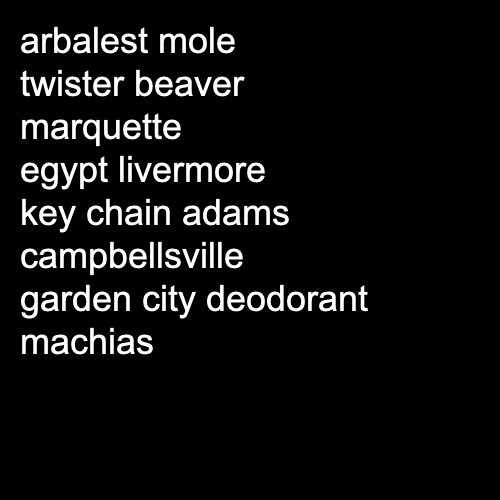 arbalest mole
twister beaver
marquette
egypt livermore
key chain adams
campbellsville
garden city deodorant
machias